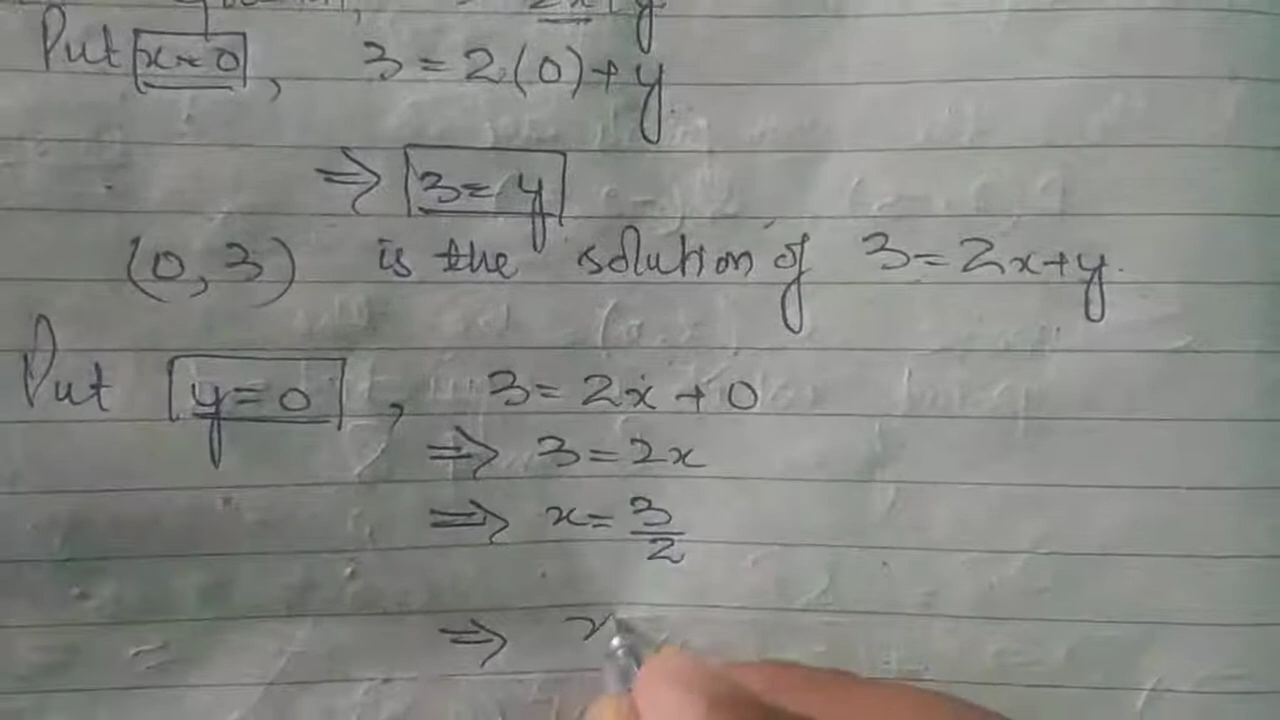 2x+y
Put x=0, 3=2(0)+y
⇒ 3=y
(0,3) is the solution of 3=2x+y.
Put y=0, 3=2x+0
⇒ 3=2x
⇒ x=3/2
⇒ x